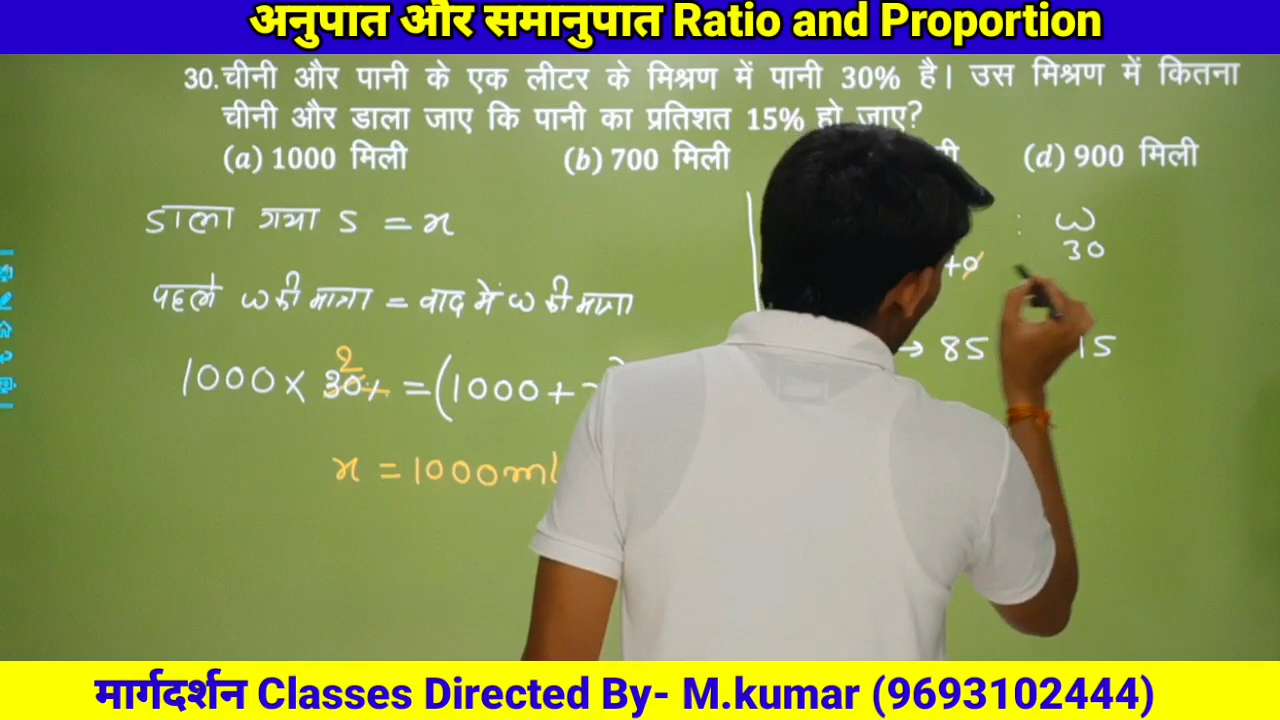 अनुपात और समानुपात Ratio and Proportion
30. चीनी और पानी के एक लीटर के मिश्रण में पानी 30% है। उस मिश्रण में कितना
चीनी और डाला जाए कि पानी का प्रतिशत 15% हो जाए?
(a) 1000 मिली (b) 700 मिली (d) 900 मिली
डाला गया S = x
: W
30
पहले W की मात्रा = बाद में W की मात्रा
→ 85 15
2
1000 × 30% = (1000 +
x = 1000ml
मार्गदर्शन Classes Directed By- M.kumar (9693102444)